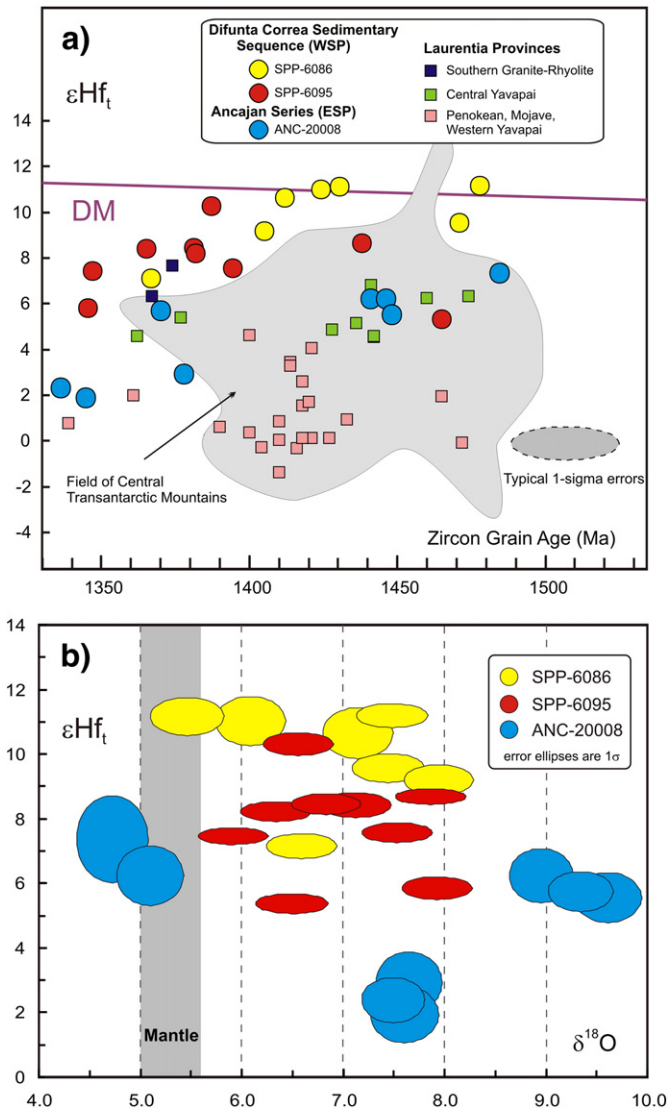 a)
εHft
Difunta Correa Sedimentary
Sequence (WSP)
SPP-6086
SPP-6095
Ancajan Series (ESP)
ANC-20008
Laurentia Provinces
Southern Granite-Rhyolite
Central Yavapai
Penokean, Mojave,
Western Yavapai
14
12
10
8
6
4
2
0
-2
-4
DM
Field of Central
Transantarctic Mountains
Typical 1-sigma errors
Zircon Grain Age (Ma)
1350
1400
1450
1500
b)
εHft
SPP-6086
SPP-6095
ANC-20008
error ellipses are 1σ
14
12
10
8
6
4
2
0
Mantle
δ¹⁸O
4.0
5.0
6.0
7.0
8.0
9.0
10.0